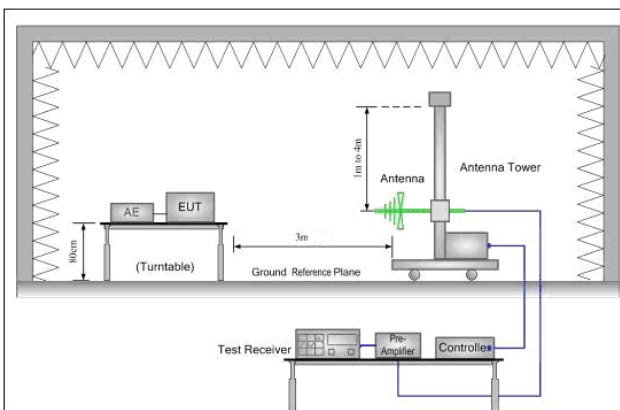 1m to 4m
Antenna
Antenna Tower
AE
EUT
80cm
3m
(Turntable)
Ground Reference Plane
Test Receiver
Pre-
Amplifier
Controller